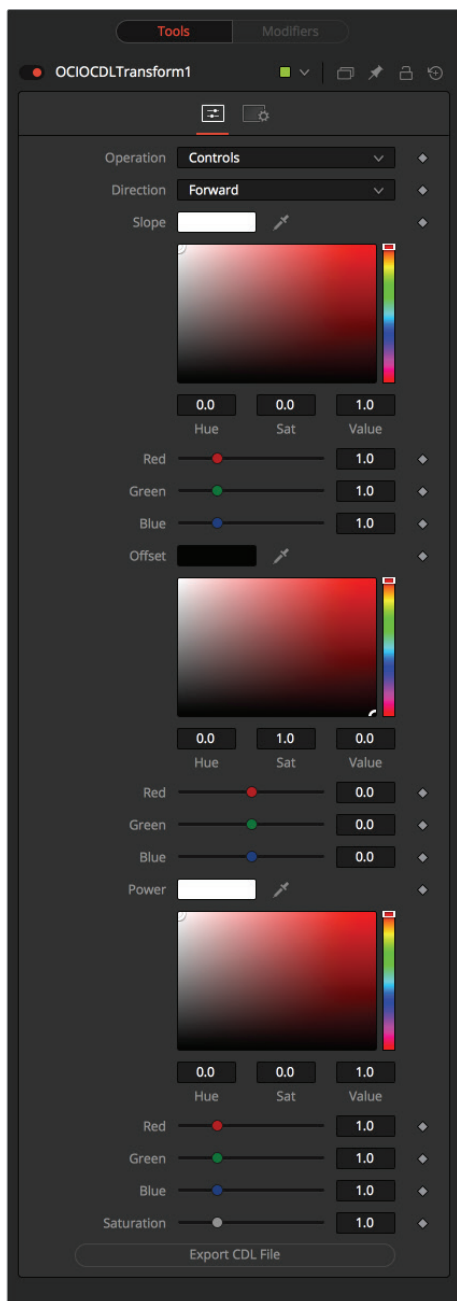 Tools Modifiers
OCIOCDLTransform1
Operation Controls
Direction Forward
Slope
0.0 0.0 1.0
Hue Sat Value
Red 1.0
Green 1.0
Blue 1.0
Offset
0.0 1.0 0.0
Hue Sat Value
Red 0.0
Green 0.0
Blue 0.0
Power
0.0 0.0 1.0
Hue Sat Value
Red 1.0
Green 1.0
Blue 1.0
Saturation 1.0
Export CDL File